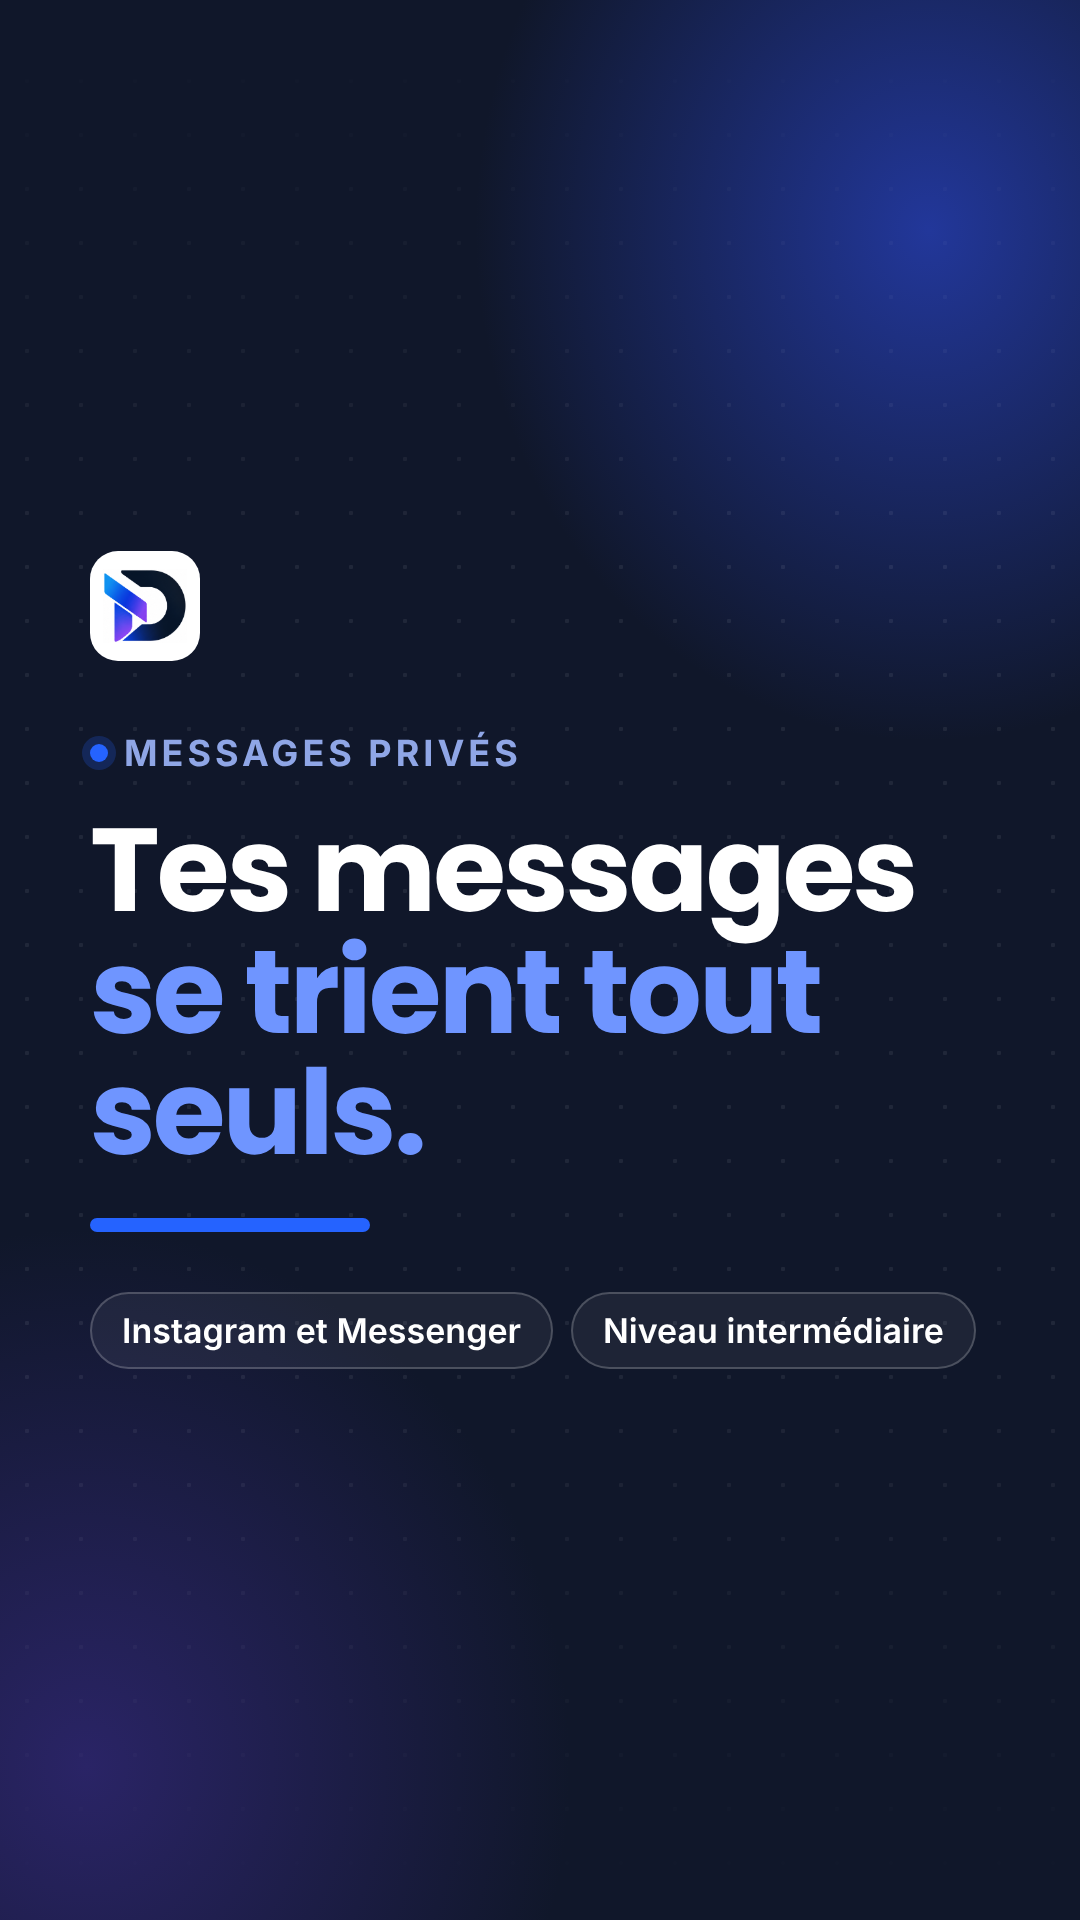 MESSAGES PRIVÉS
Tes messages
se trient tout
seuls.
Instagram et Messenger
Niveau intermédiaire